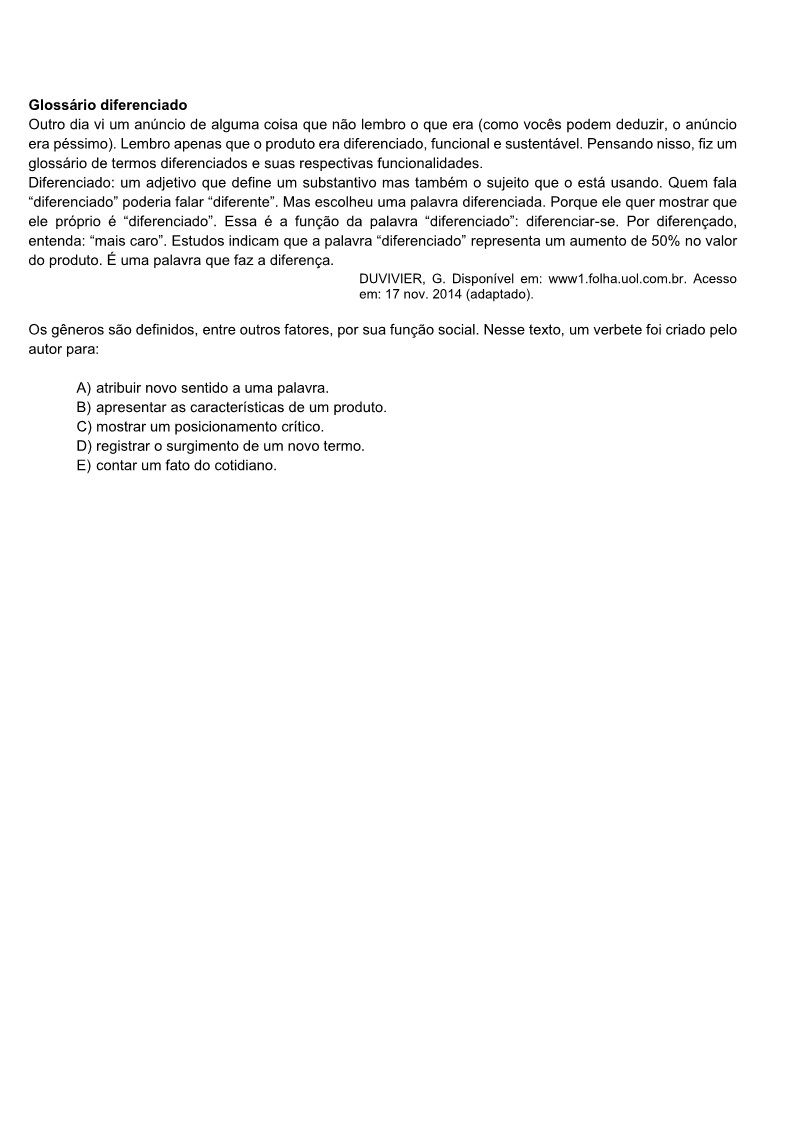 Glossário diferenciado
Outro dia vi um anúncio de alguma coisa que não lembro o que era (como vocês podem deduzir, o anúncio
era péssimo). Lembro apenas que o produto era diferenciado, funcional e sustentável. Pensando nisso, fiz um
glossário de termos diferenciados e suas respectivas funcionalidades.
Diferenciado: um adjetivo que define um substantivo mas também o sujeito que o está usando. Quem fala
“diferenciado” poderia falar “diferente”. Mas escolheu uma palavra diferenciada. Porque ele quer mostrar que
ele próprio é “diferenciado”. Essa é a função da palavra “diferenciado”: diferenciar-se. Por diferençado,
entenda: “mais caro”. Estudos indicam que a palavra “diferenciado” representa um aumento de 50% no valor
do produto. É uma palavra que faz a diferença.
DUVIVIER, G. Disponível em: www1.folha.uol.com.br. Acesso
em: 17 nov. 2014 (adaptado).
Os gêneros são definidos, entre outros fatores, por sua função social. Nesse texto, um verbete foi criado pelo
autor para:
A) atribuir novo sentido a uma palavra.
B) apresentar as características de um produto.
C) mostrar um posicionamento crítico.
D) registrar o surgimento de um novo termo.
E) contar um fato do cotidiano.